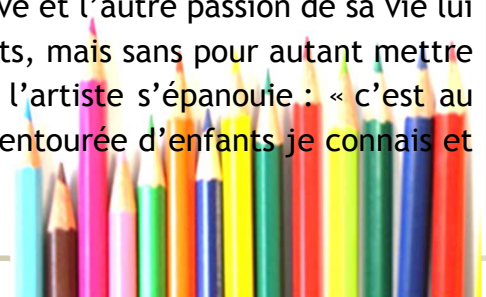 ve et l’autre passion de sa vie lui
ts, mais sans pour autant mettre
l’artiste s’épanouie : « c’est au
entourée d’enfants je connais et